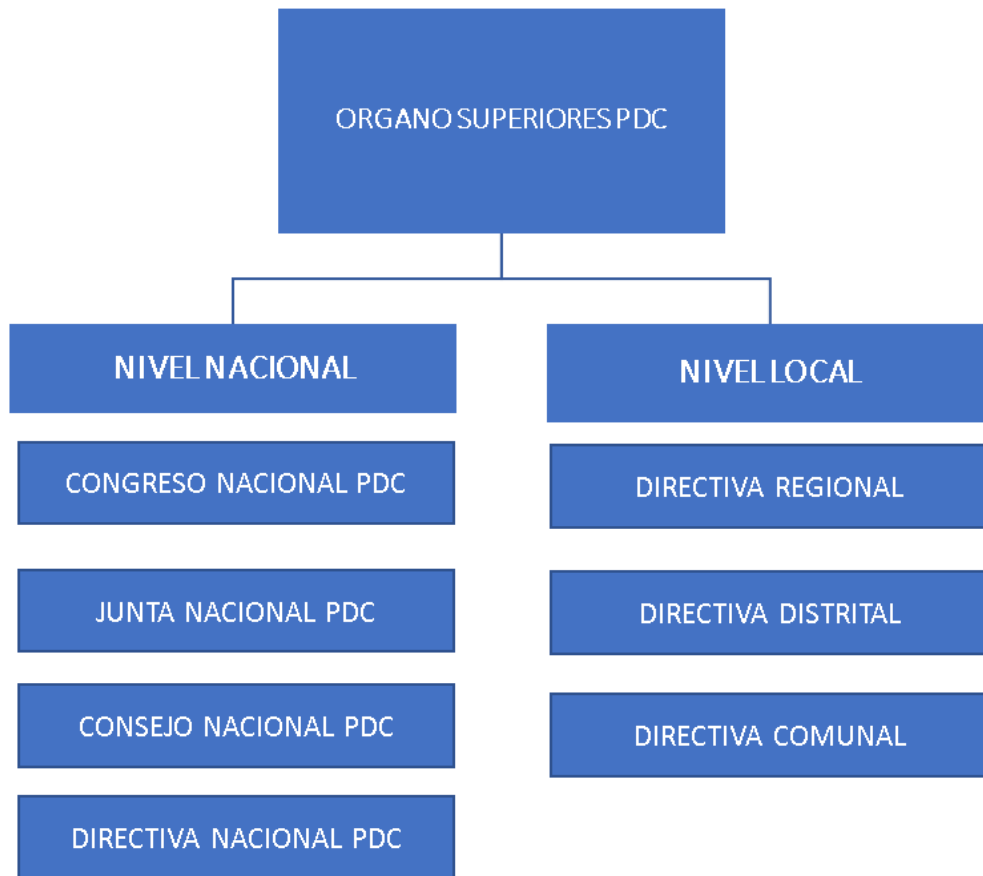 ORGANO SUPERIORES PDC
NIVEL NACIONAL
CONGRESO NACIONAL PDC
JUNTA NACIONAL PDC
CONSEJO NACIONAL PDC
DIRECTIVA NACIONAL PDC
NIVEL LOCAL
DIRECTIVA REGIONAL
DIRECTIVA DISTRITAL
DIRECTIVA COMUNAL